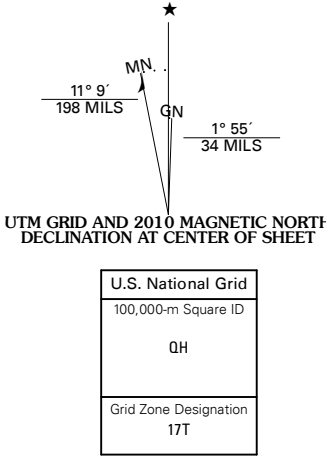 MN
11° 9´
198 MILS
GN
1° 55´
34 MILS
UTM GRID AND 2010 MAGNETIC NORTH
DECLINATION AT CENTER OF SHEET
U.S. National Grid
100,000-m Square ID
QH
Grid Zone Designation
17T